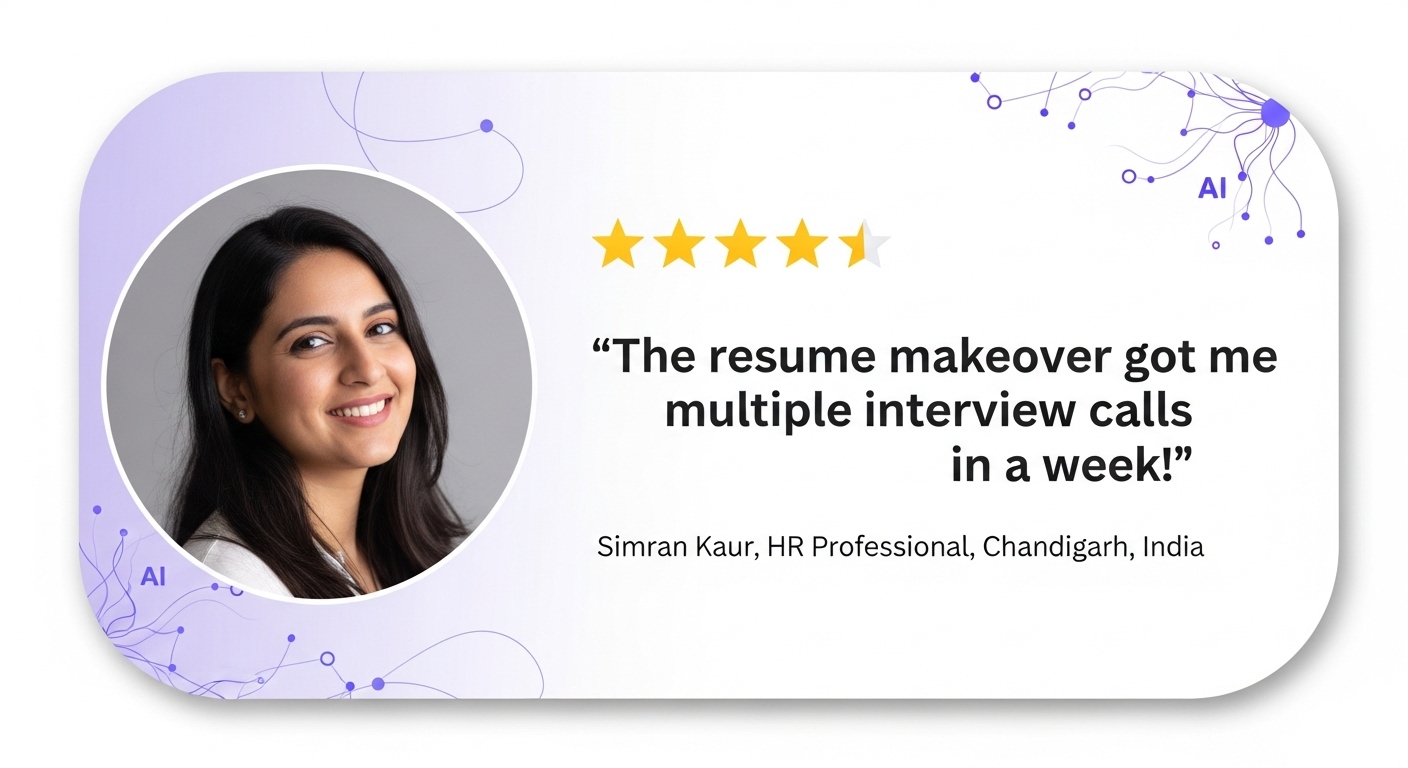 AI
“The resume makeover got me
multiple interview calls
in a week!”
Simran Kaur, HR Professional, Chandigarh, India
AI